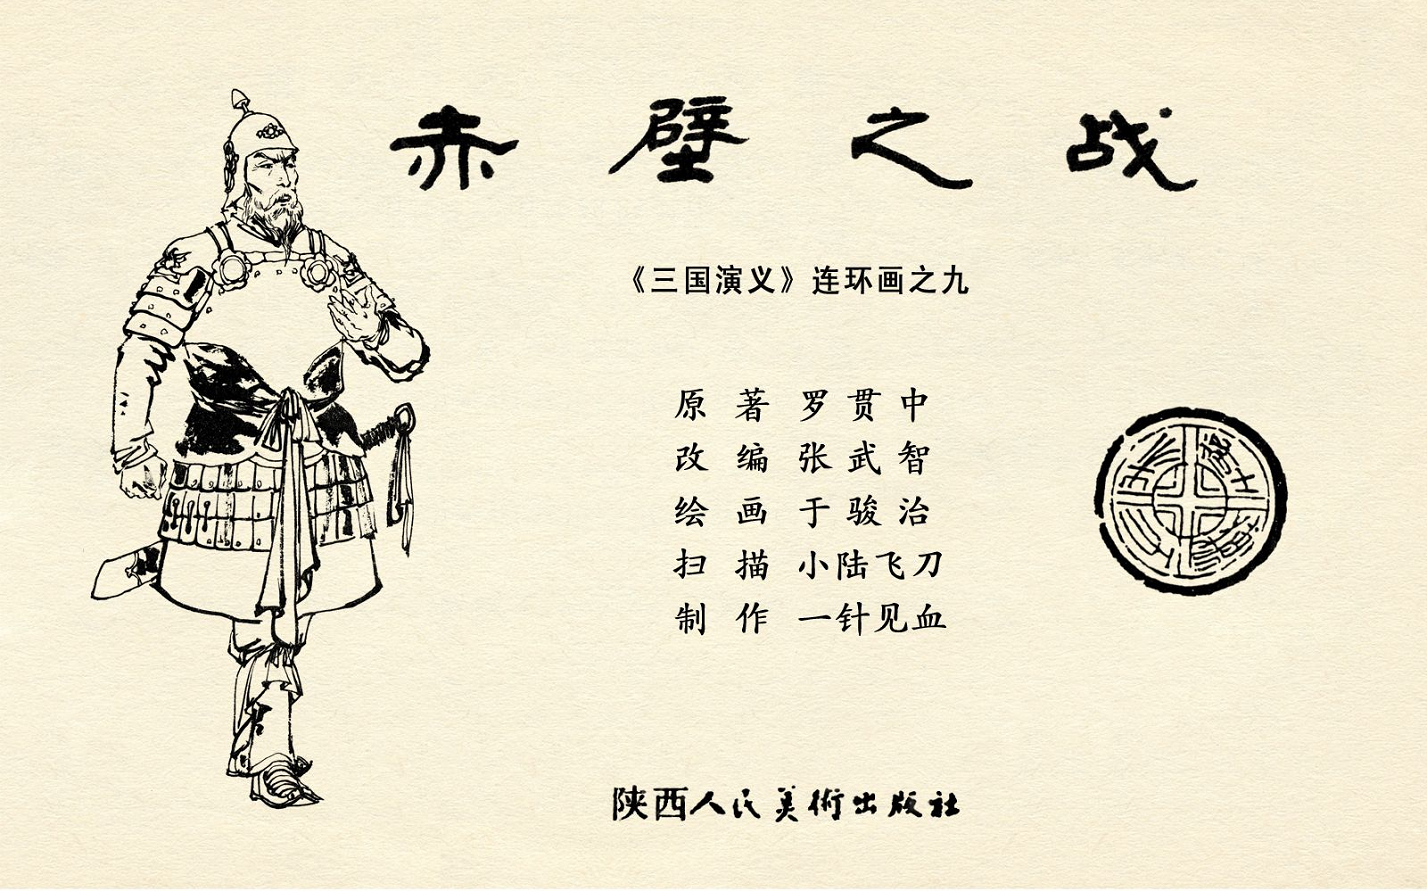 赤壁之战
《三国演义》连环画之九
原 著 罗贯中
改 编 张武智
绘 画 于骏治
扫 描 小陆飞刀
制 作 一针见血
陕西人民美術出版社